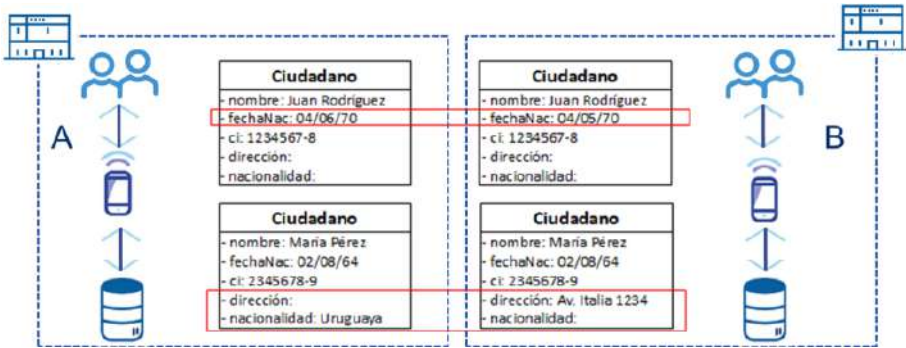 A
Ciudadano
- nombre: Juan Rodríguez
- fechaNac: 04/06/70
- ci: 1234567-8
- dirección:
- nacionalidad:
Ciudadano
- nombre: María Pérez
- fechaNac: 02/08/64
- ci: 2345678-9
- dirección:
- nacionalidad: Uruguaya
Ciudadano
- nombre: Juan Rodríguez
- fechaNac: 04/05/70
- ci: 1234567-8
- dirección:
- nacionalidad:
Ciudadano
- nombre: María Pérez
- fechaNac: 02/08/64
- ci: 2345678-9
- dirección: Av. Italia 1234
- nacionalidad:
B